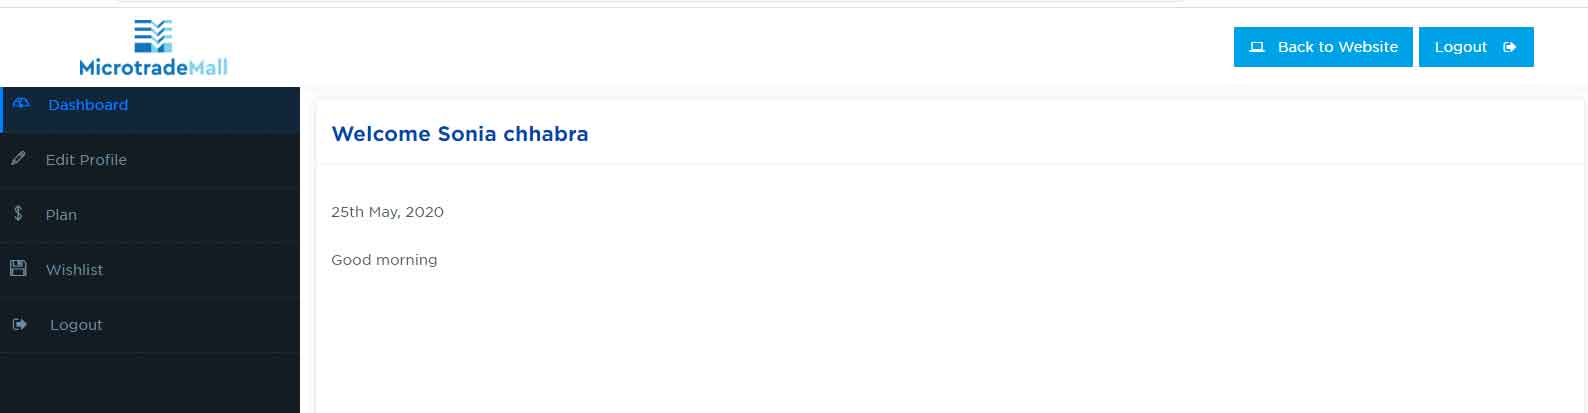 MicrotradeMall
Back to Website
Logout
Dashboard
Edit Profile
Plan
Wishlist
Logout
Welcome Sonia chhabra
25th May, 2020
Good morning